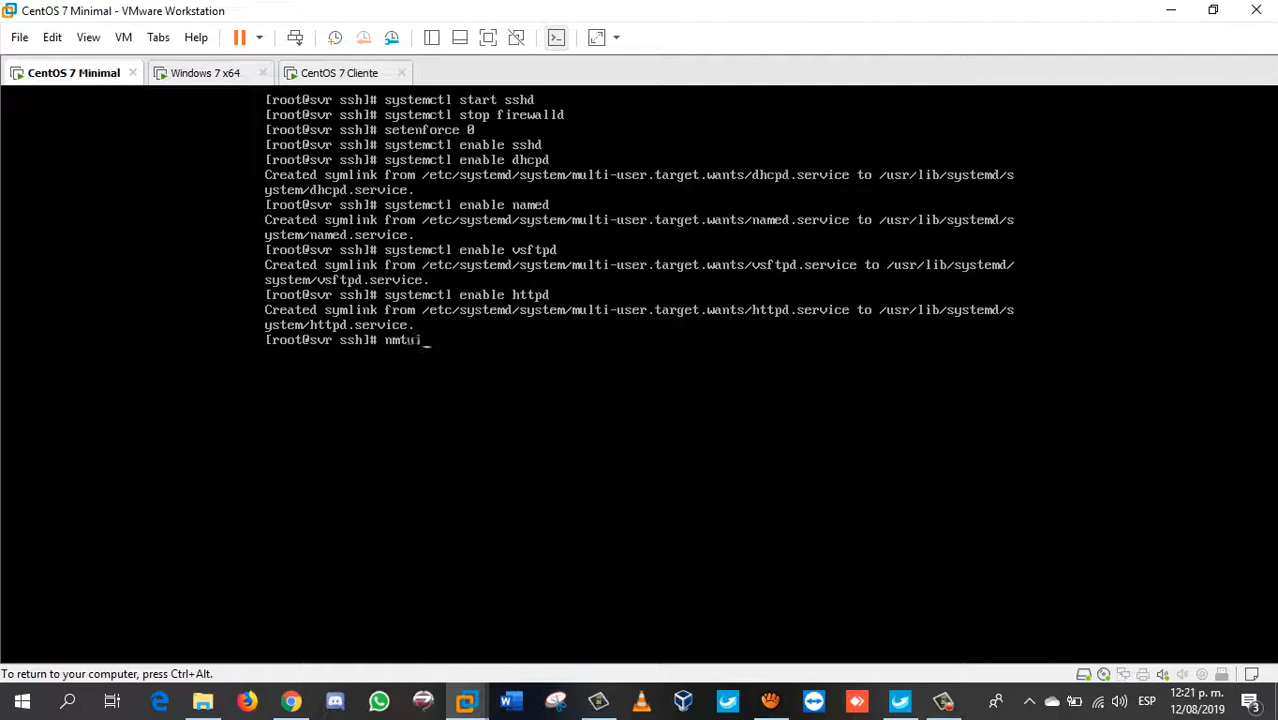 CentOS 7 Minimal - VMware Workstation
File Edit View VM Tabs Help
CentOS 7 Minimal Windows 7 x64 CentOS 7 Cliente
[root@svr ssh]# systemctl start sshd
[root@svr ssh]# systemctl stop firewalld
[root@svr ssh]# setenforce 0
[root@svr ssh]# systemctl enable sshd
[root@svr ssh]# systemctl enable dhcpd
Created symlink from /etc/systemd/system/multi-user.target.wants/dhcpd.service to /usr/lib/systemd/s
ystem/dhcpd.service.
[root@svr ssh]# systemctl enable named
Created symlink from /etc/systemd/system/multi-user.target.wants/named.service to /usr/lib/systemd/s
ystem/named.service.
[root@svr ssh]# systemctl enable vsftpd
Created symlink from /etc/systemd/system/multi-user.target.wants/vsftpd.service to /usr/lib/systemd/
system/vsftpd.service.
[root@svr ssh]# systemctl enable httpd
Created symlink from /etc/systemd/system/multi-user.target.wants/httpd.service to /usr/lib/systemd/s
ystem/httpd.service.
[root@svr ssh]# nmtui_
To return to your computer, press Ctrl+Alt.
ESP
12:21 p. m.
12/08/2019
3